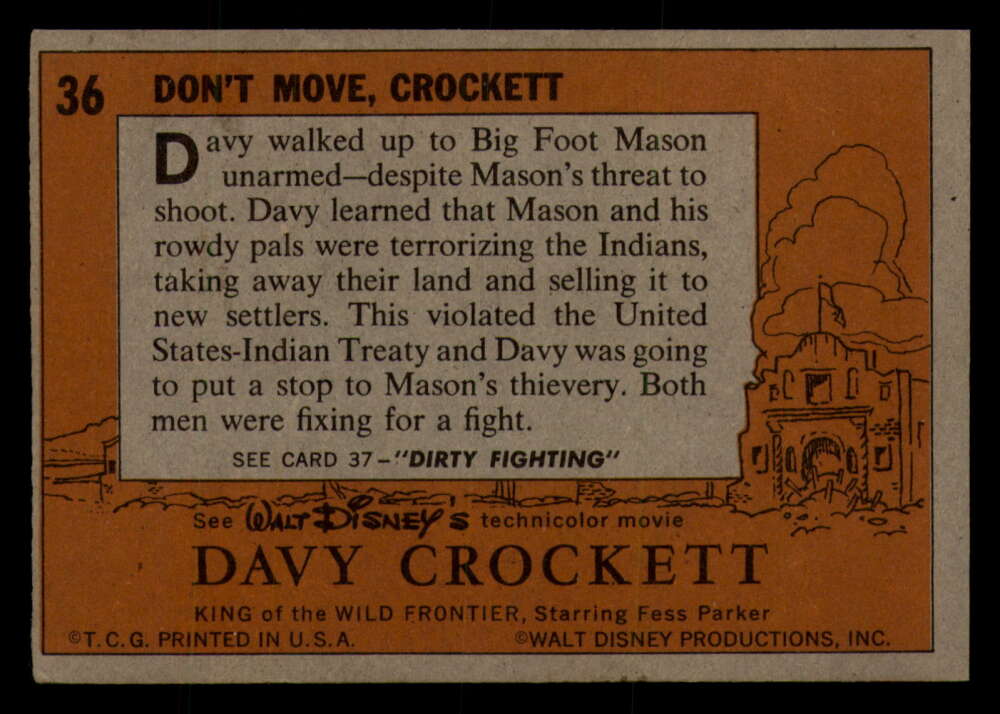 36 DON'T MOVE, CROCKETT
Davy walked up to Big Foot Mason
unarmed—despite Mason's threat to
shoot. Davy learned that Mason and his
rowdy pals were terrorizing the Indians,
taking away their land and selling it to
new settlers. This violated the United
States-Indian Treaty and Davy was going
to put a stop to Mason's thievery. Both
men were fixing for a fight.
SEE CARD 37–"DIRTY FIGHTING"
See WALT DISNEY'S technicolor movie
DAVY CROCKETT
KING of the WILD FRONTIER, Starring Fess Parker
©T.C.G. PRINTED IN U.S.A. ©WALT DISNEY PRODUCTIONS, INC.